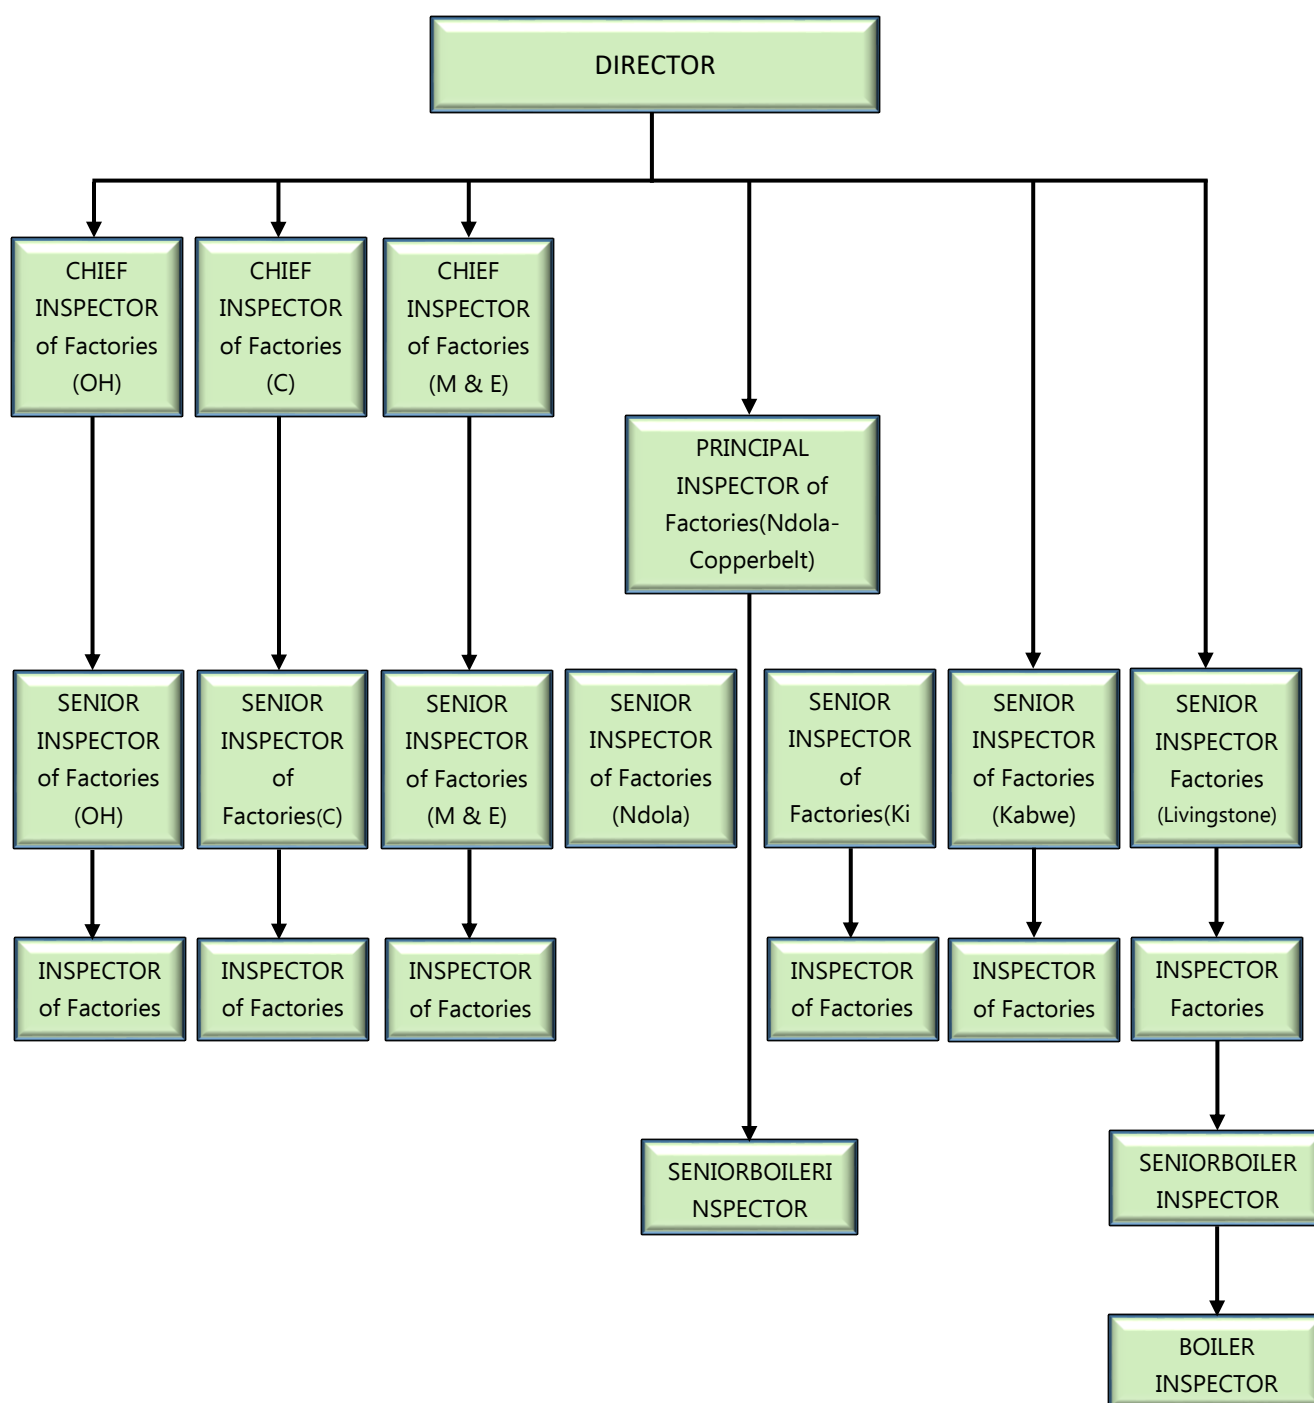 DIRECTOR
CHIEF
INSPECTOR
of Factories
(OH)
CHIEF
INSPECTOR
of Factories
(C)
CHIEF
INSPECTOR
of Factories
(M & E)
PRINCIPAL
INSPECTOR of
Factories(Ndola-
Copperbelt)
SENIOR
INSPECTOR
of Factories
(OH)
SENIOR
INSPECTOR
of
Factories(C)
SENIOR
INSPECTOR
of Factories
(M & E)
SENIOR
INSPECTOR
of Factories
(Ndola)
SENIOR
INSPECTOR
of
Factories(Ki
SENIOR
INSPECTOR
of Factories
(Kabwe)
SENIOR
INSPECTOR
Factories
(Livingstone)
INSPECTOR
of Factories
INSPECTOR
of Factories
INSPECTOR
of Factories
INSPECTOR
of Factories
INSPECTOR
of Factories
INSPECTOR
Factories
SENIORBOILERI
NSPECTOR
SENIORBOILER
INSPECTOR
BOILER
INSPECTOR